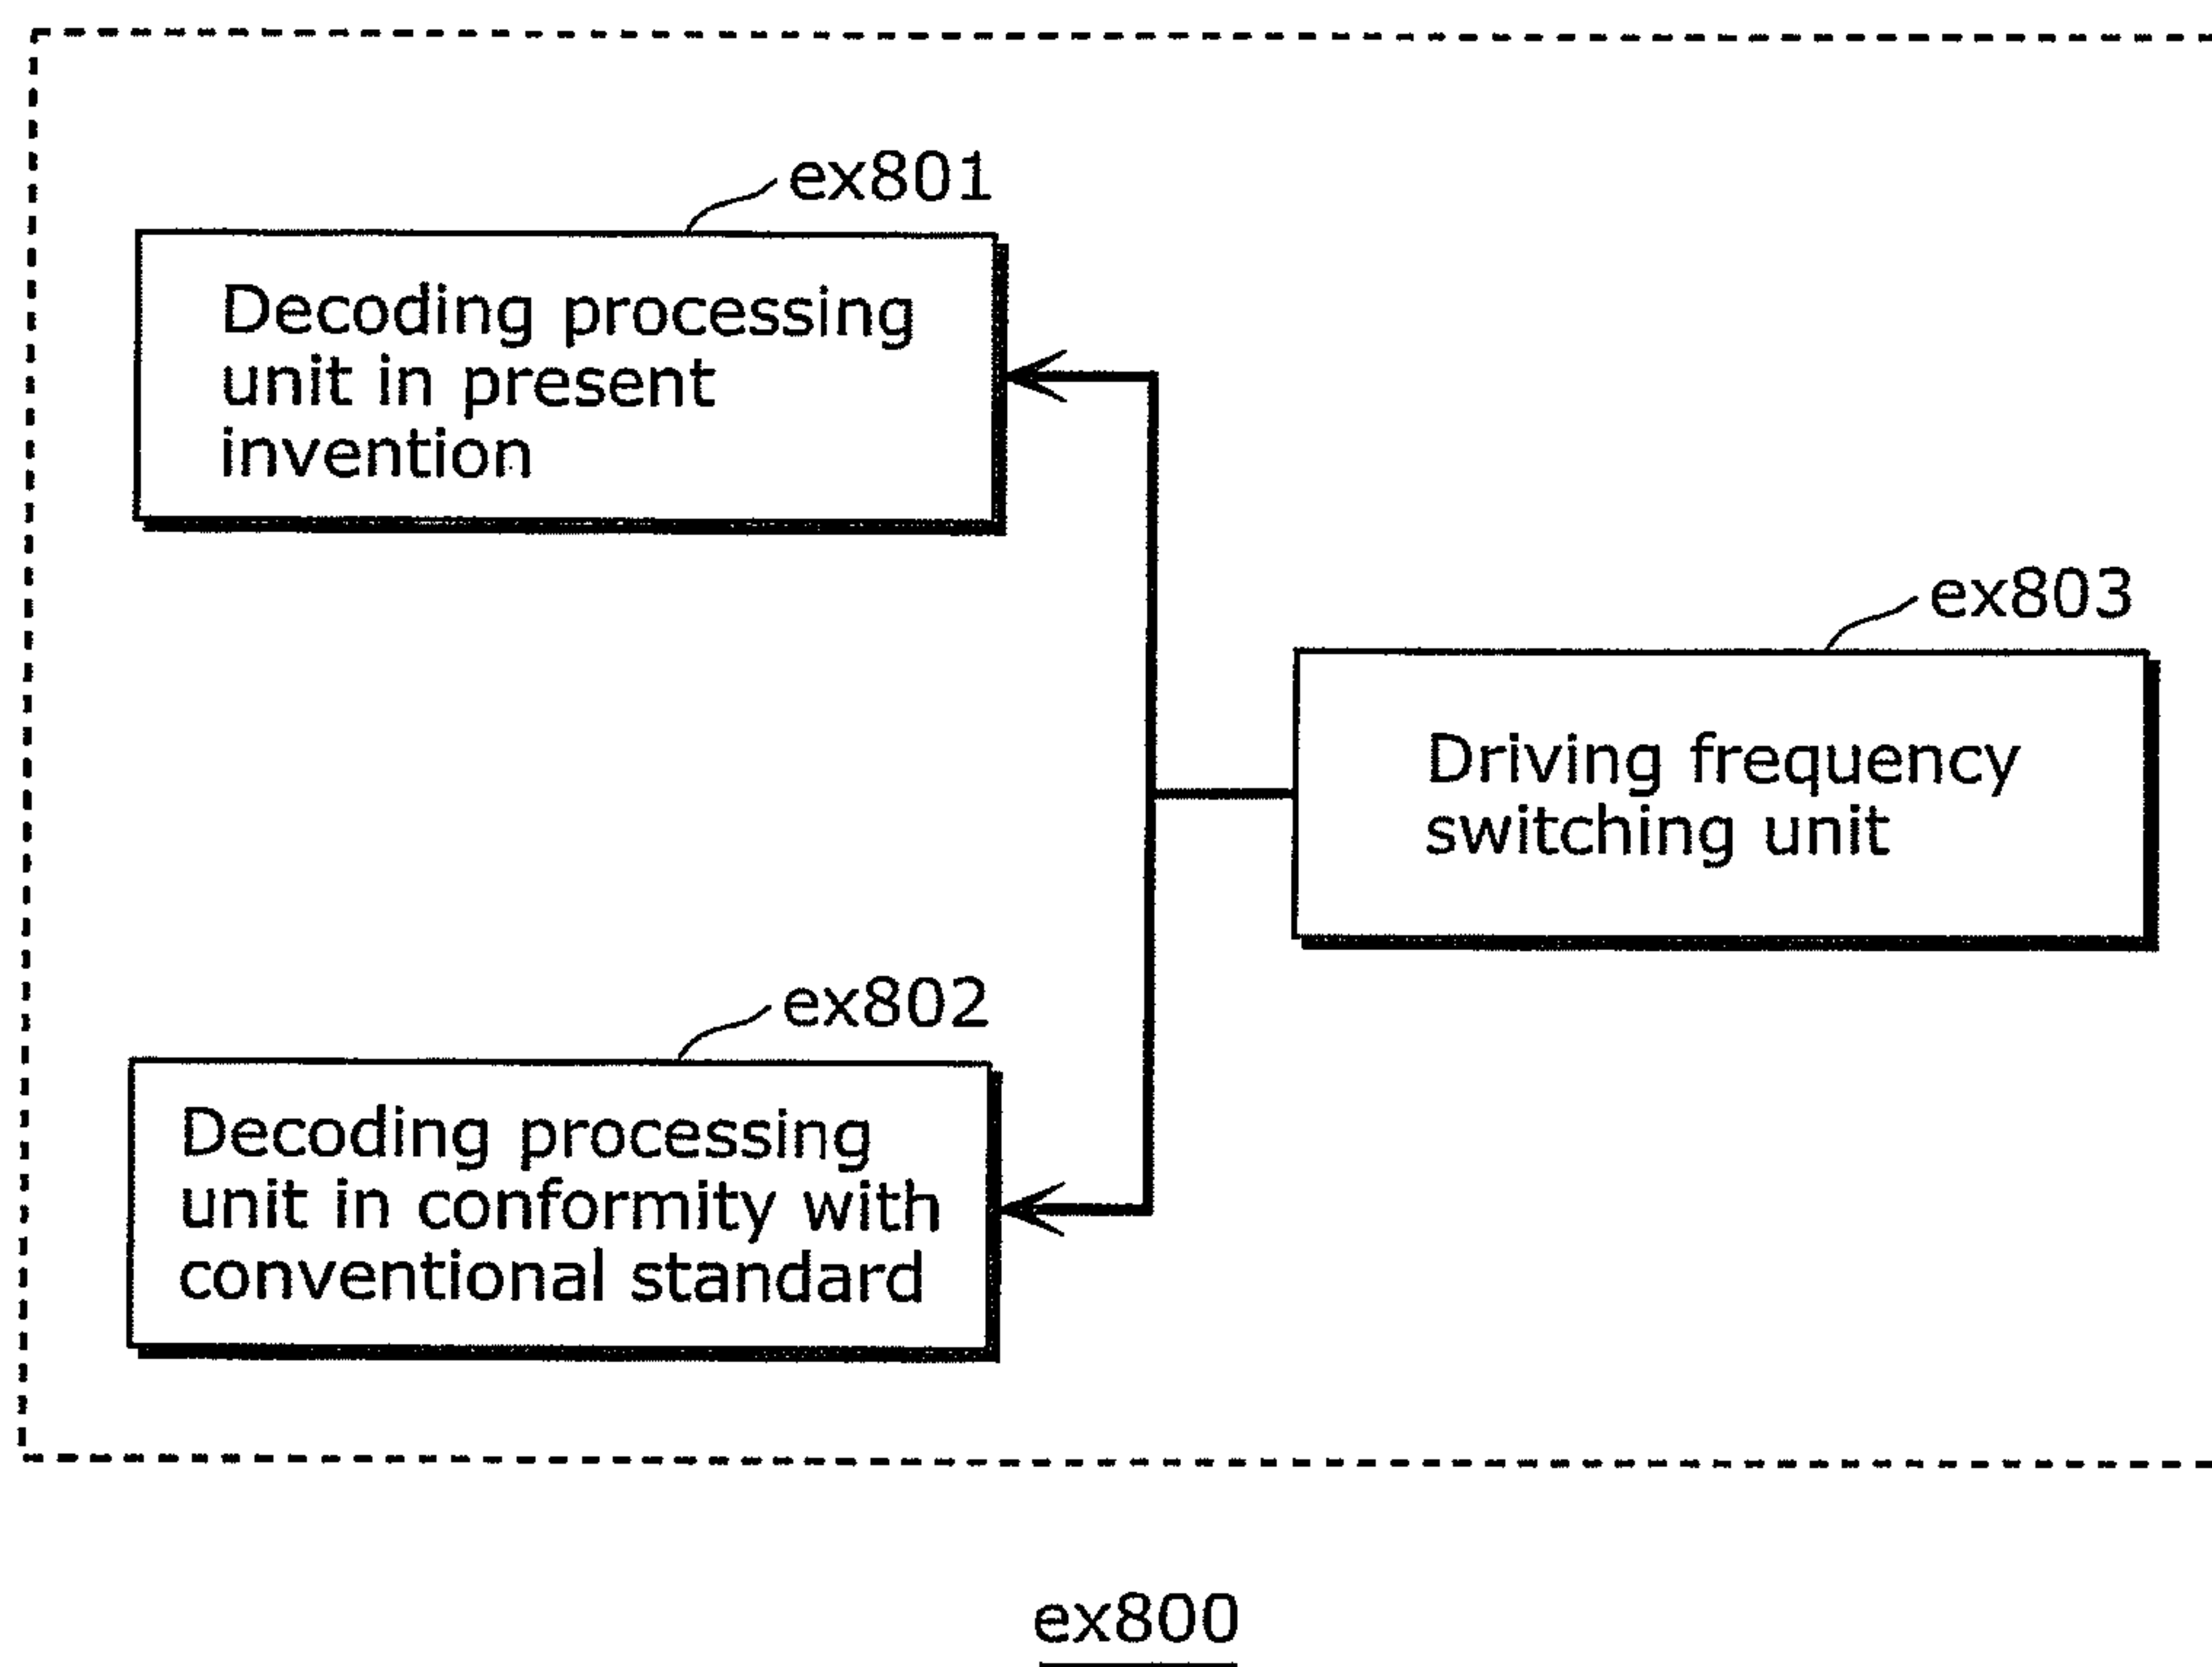 ex801
Decoding processing
unit in present
invention
ex803
Driving frequency
switching unit
ex802
Decoding processing
unit in conformity with
conventional standard
ex800